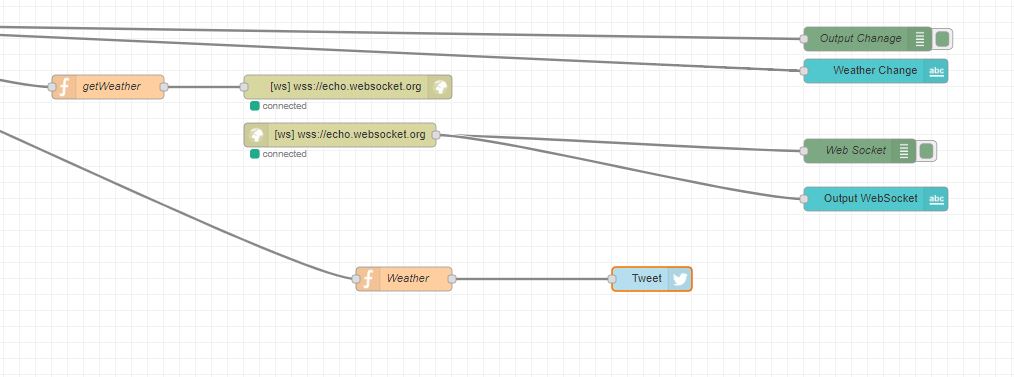 Output Chanage
Weather Change
abc
getWeather
[ws] wss://echo.websocket.org
connected
[ws] wss://echo.websocket.org
connected
Web Socket
Output WebSocket
abc
Weather
Tweet